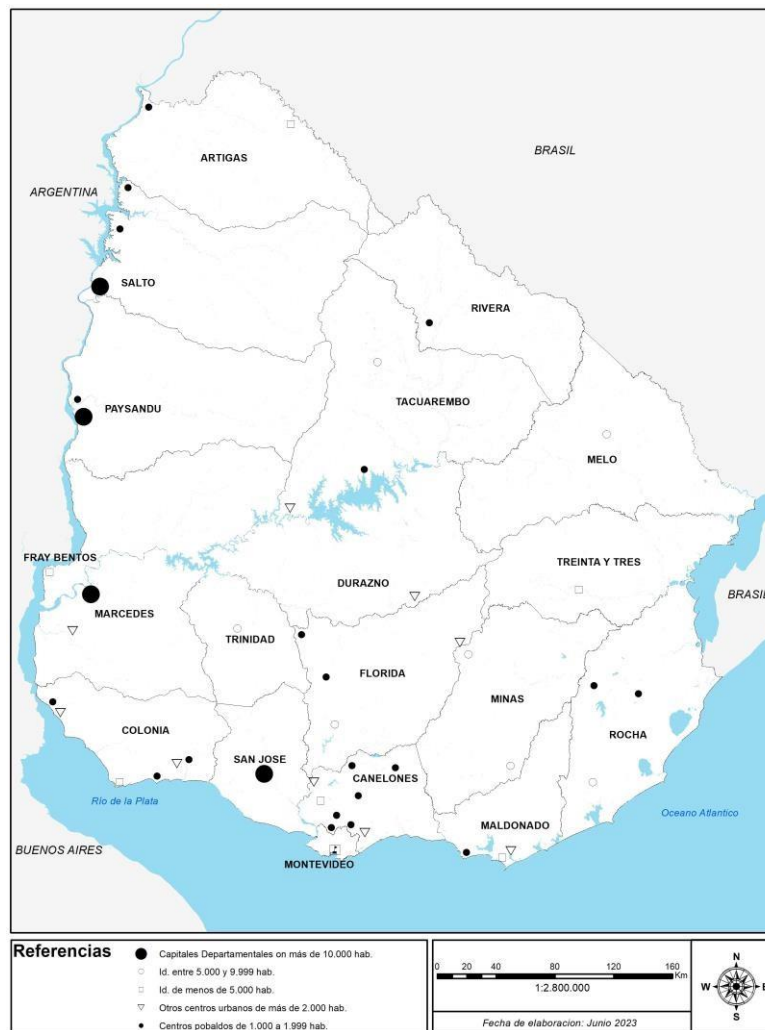 BRASIL
ARTIGAS
ARGENTINA
SALTO
RIVERA
TACUAREMBO
PAYSANDU
MELO
FRAY BENTOS
TREINTA Y TRES
DURAZNO
BRASIL
MARCEDES
TRINIDAD
FLORIDA
MINAS
COLONIA
ROCHA
SAN JOSE
CANELONES
Río de la Plata
Oceano Atlantico
MALDONADO
BUENOS AIRES
MONTEVIDEO
Referencias
Capitales Departamentales on más de 10.000 hab.
Id. entre 5.000 y 9.999 hab.
Id. de menos de 5.000 hab.
Otros centros urbanos de más de 2.000 hab.
Centros pobaldos de 1.000 a 1.999 hab.
0 20 40 80 120 160
Km
1:2.800.000
Fecha de elaboracion: Junio 2023
N
W E
S